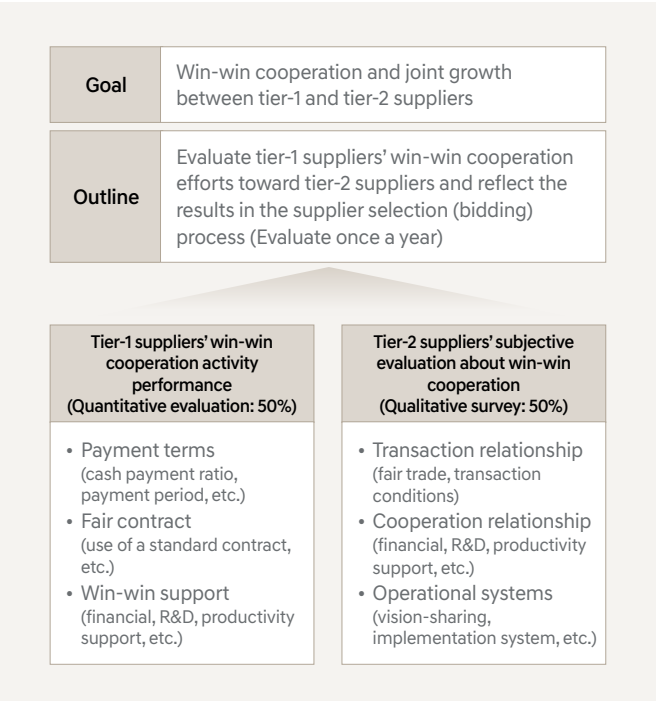 Goal
Win-win cooperation and joint growth
between tier-1 and tier-2 suppliers
Outline
Evaluate tier-1 suppliers’ win-win cooperation
efforts toward tier-2 suppliers and reflect the
results in the supplier selection (bidding)
process (Evaluate once a year)
Tier-1 suppliers’ win-win
cooperation activity
performance
(Quantitative evaluation: 50%)
• Payment terms
(cash payment ratio,
payment period, etc.)
• Fair contract
(use of a standard contract,
etc.)
• Win-win support
(financial, R&D, productivity
support, etc.)
Tier-2 suppliers’ subjective
evaluation about win-win
cooperation
(Qualitative survey: 50%)
• Transaction relationship
(fair trade, transaction
conditions)
• Cooperation relationship
(financial, R&D, productivity
support, etc.)
• Operational systems
(vision-sharing,
implementation system, etc.)